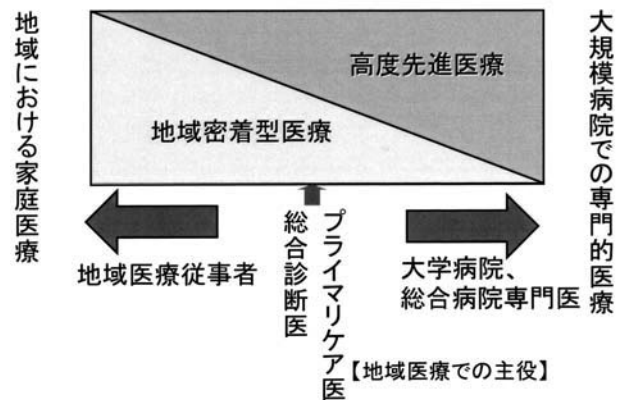 地域における家庭医療
高度先進医療
地域密着型医療
大規模病院での専門的医療
地域医療従事者
総合診断医
プライマリケア医
大学病院、
総合病院専門医
【地域医療での主役】